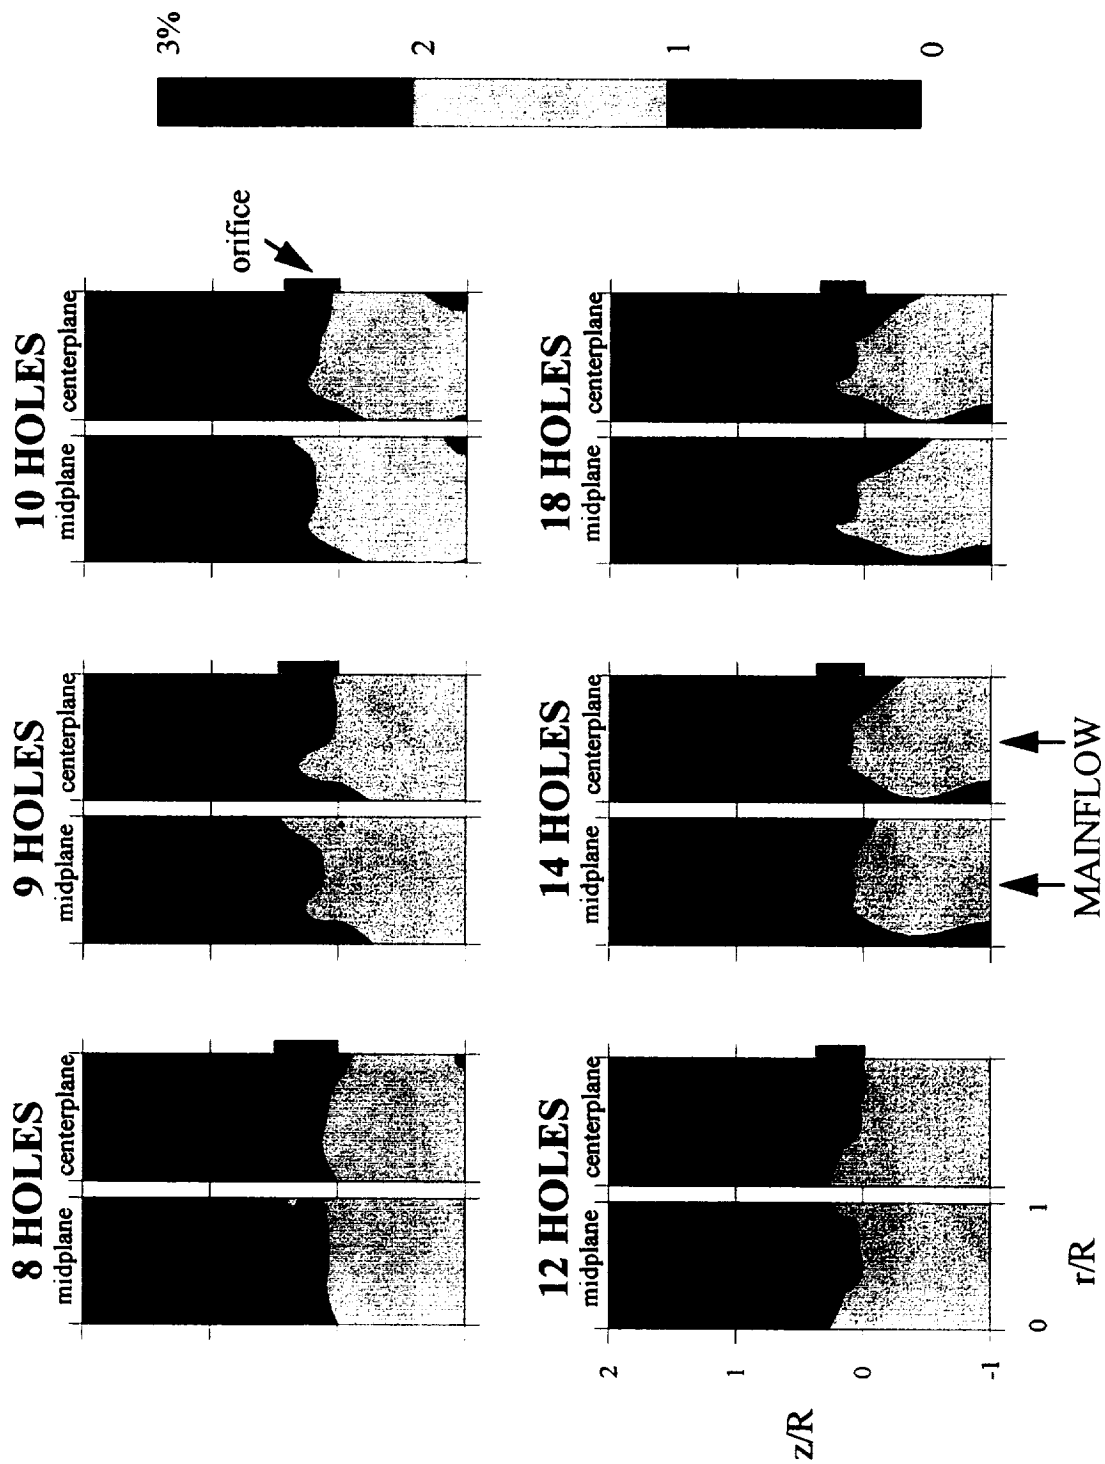 8 HOLES
midplane centerplane
9 HOLES
midplane centerplane
10 HOLES
midplane centerplane
orifice
3%
2
1
0
12 HOLES
midplane centerplane
14 HOLES
midplane centerplane
18 HOLES
midplane centerplane
z/R
2
1
0
-1
0 1
r/R
MAINFLOW